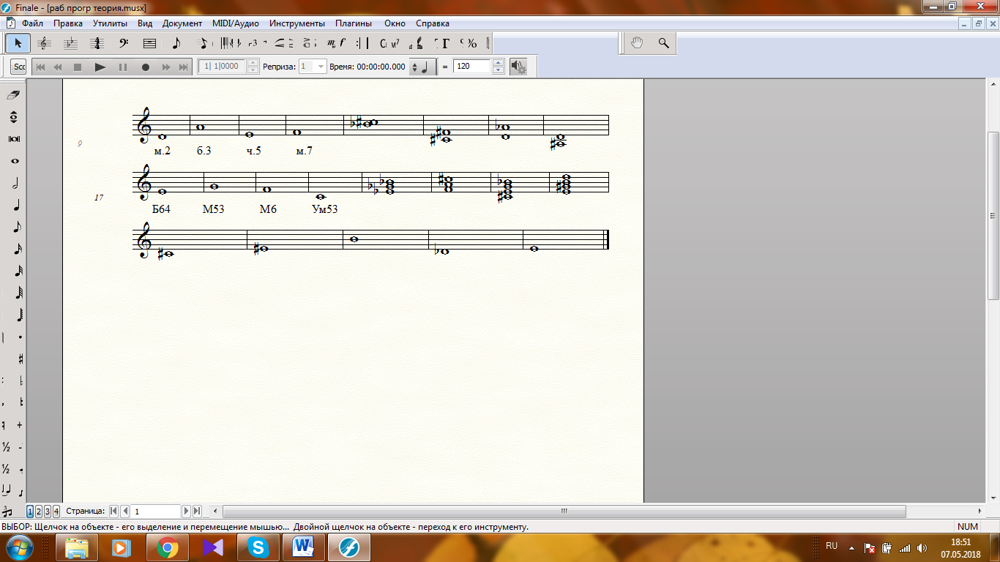 Finale - [раб прогр теория.musx]
Файл Правка Утилиты Вид Документ MIDI/Аудио Инструменты Плагины Окно Справка
Scc 1| 1|0000 Реприза: 1 Время: 00:00:00.000 = 120
9
м.2 б.3 ч.5 м.7
17
Б64 М53 М6 Ум53
1 2 3 4 Страница: 1
ВЫБОР: Щелчок на объекте - его выделение и перемещение мышью... Двойной щелчок на объекте - переход к его инструменту. NUM
RU 18:51
07.05.2018